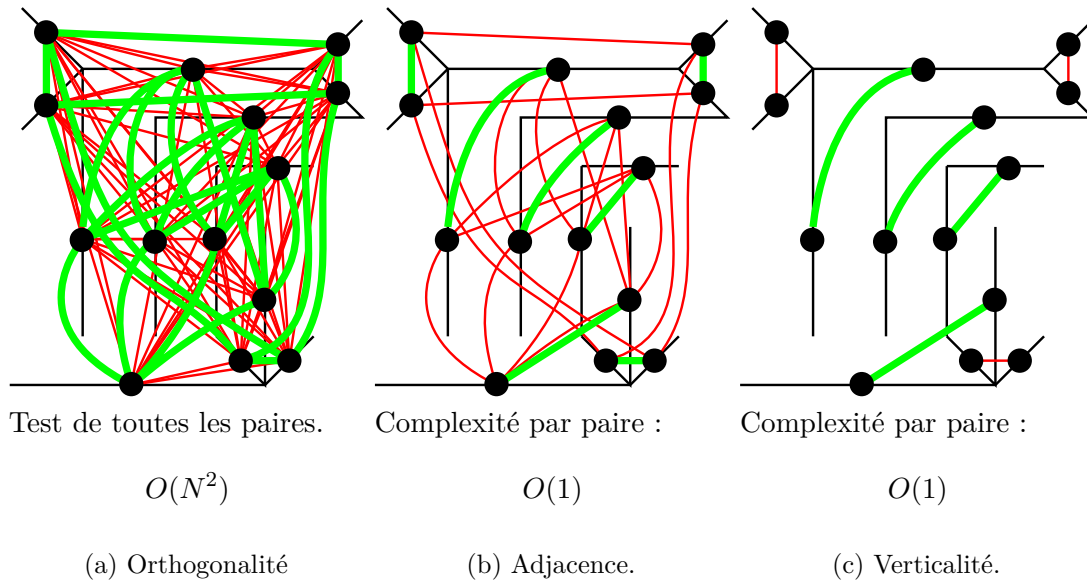 Test de toutes les paires.
O(N²)
(a) Orthogonalité
Complexité par paire :
O(1)
(b) Adjacence.
Complexité par paire :
O(1)
(c) Verticalité.